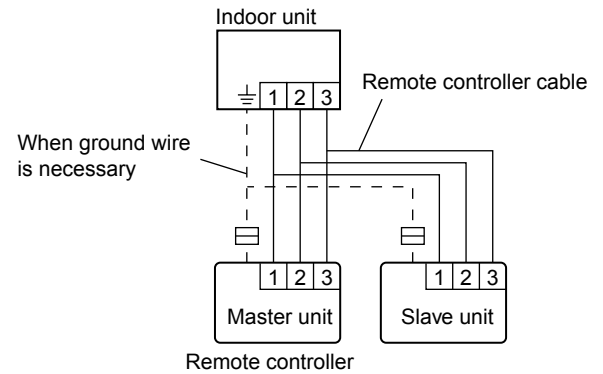 Indoor unit
1 2 3
Remote controller cable
When ground wire
is necessary
1 2 3
1 2 3
Master unit
Slave unit
Remote controller